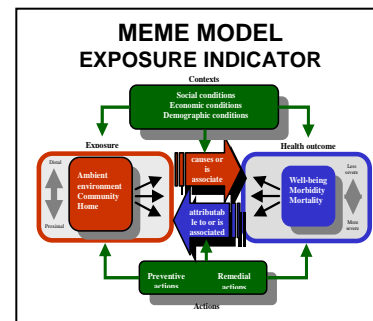 MEME MODEL
EXPOSURE INDICATOR
Contexts
Social conditions
Economic conditions
Demographic conditions
Exposure
Health outcome
causes or
is
associate
Distal
Proximal
Ambient
environment
Community
Home
Well-being
Morbidity
Mortality
Less
severe
More
severe
attributab
le to or is
associated
Preventive
actions
Remedial
actions
Actions